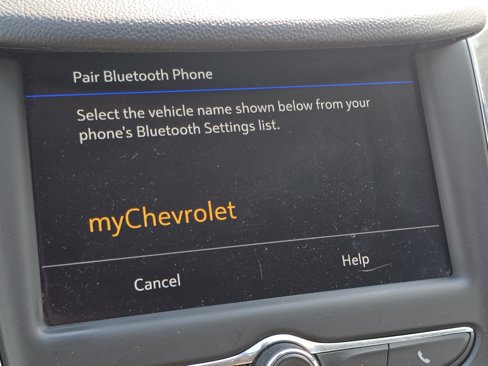 Pair Bluetooth Phone
Select the vehicle name shown below from your
phone's Bluetooth Settings list.
myChevrolet
Cancel
Help